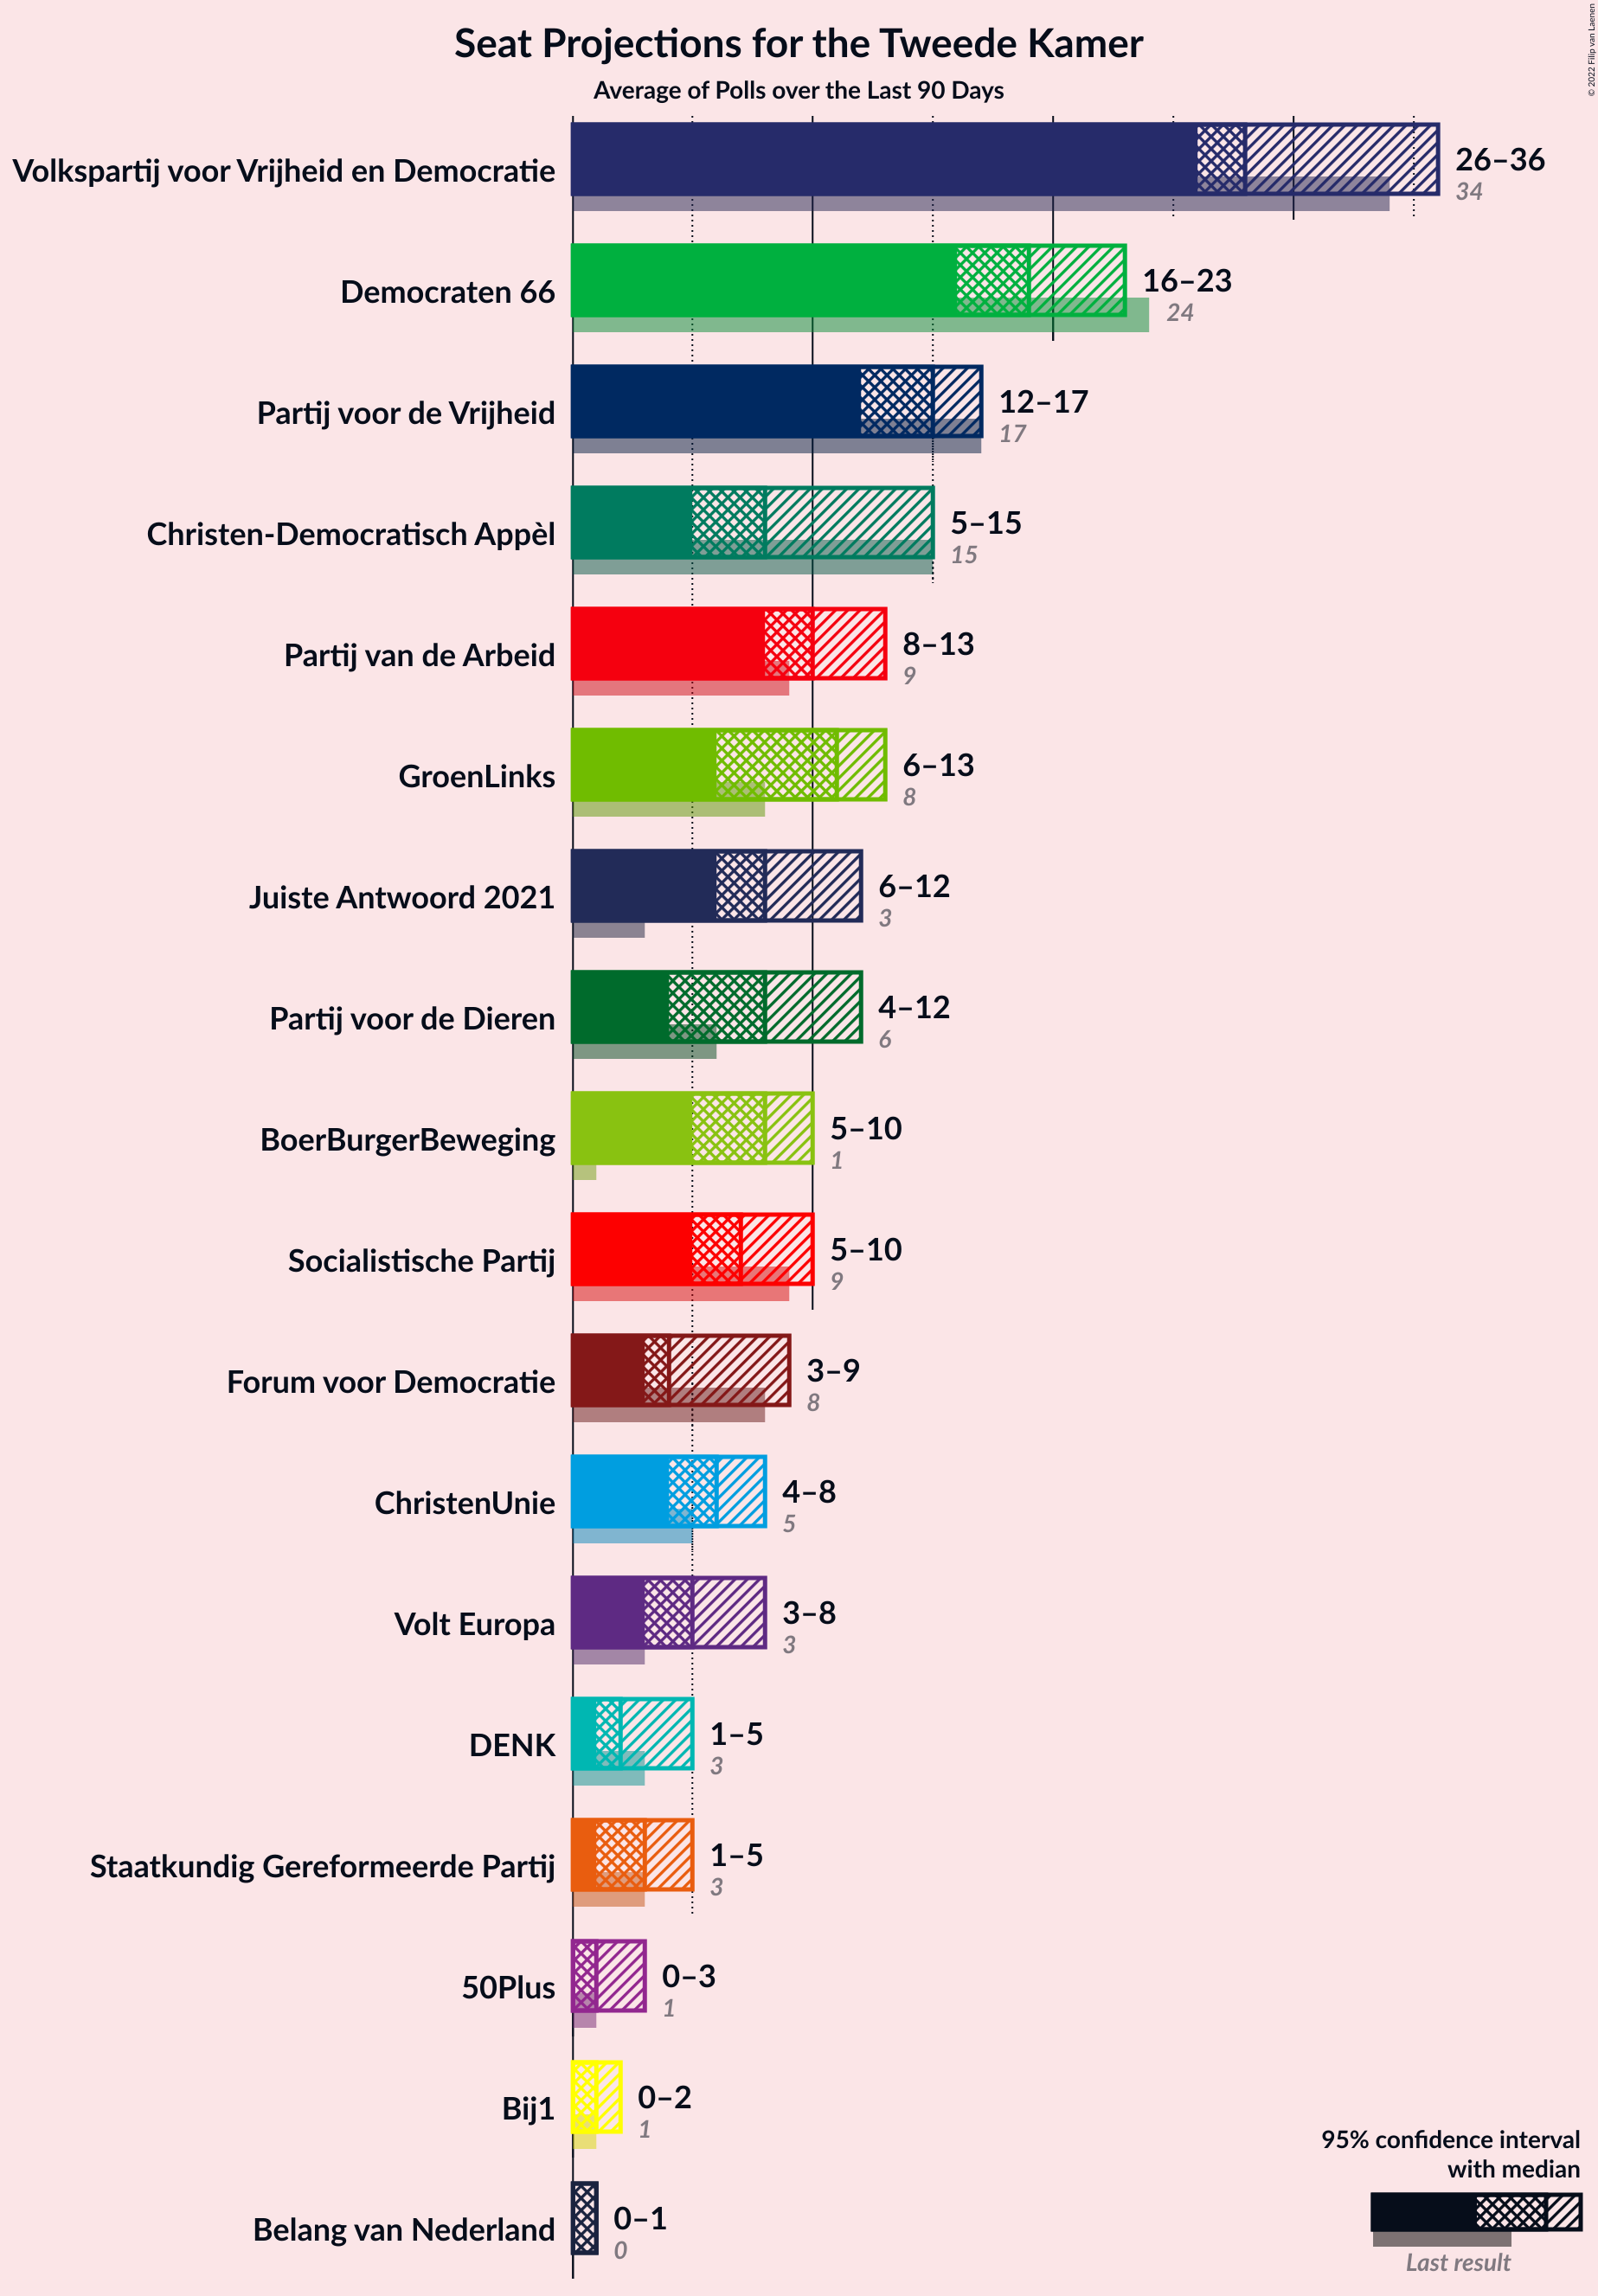 Seat Projections for the Tweede Kamer
Average of Polls over the Last 90 Days
© 2022 Filip van Laenen
Volkspartij voor Vrijheid en Democratie
26–36
34
Democraten 66
16–23
24
Partij voor de Vrijheid
12–17
17
Christen-Democratisch Appèl
5–15
15
Partij van de Arbeid
8–13
9
GroenLinks
6–13
8
Juiste Antwoord 2021
6–12
3
Partij voor de Dieren
4–12
6
BoerBurgerBeweging
5–10
1
Socialistische Partij
5–10
9
Forum voor Democratie
3–9
8
ChristenUnie
4–8
5
Volt Europa
3–8
3
DENK
1–5
3
Staatkundig Gereformeerde Partij
1–5
3
50Plus
0–3
1
Bij1
0–2
1
Belang van Nederland
0–1
0
95% confidence interval
with median
Last result